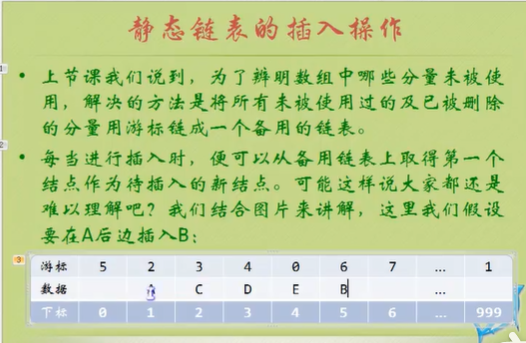 静态链表的插入操作
上节课我们说到，为了辨明数组中哪些分量未被使
用，解决的方法是将所有未被使用过的及已被删除
的分量用游标链成一个备用的链表。
每当进行插入时，便可以从备用链表上取得第一个
结点作为待插入的新结点。可能这样说大家都还是
难以理解吧？我们结合图片来讲解，这里我们假设
要在A后边插入B：
游标 5 2 3 4 0 6 7 … 1
数据 C D E B …
下标 0 1 2 3 4 5 6 … 999